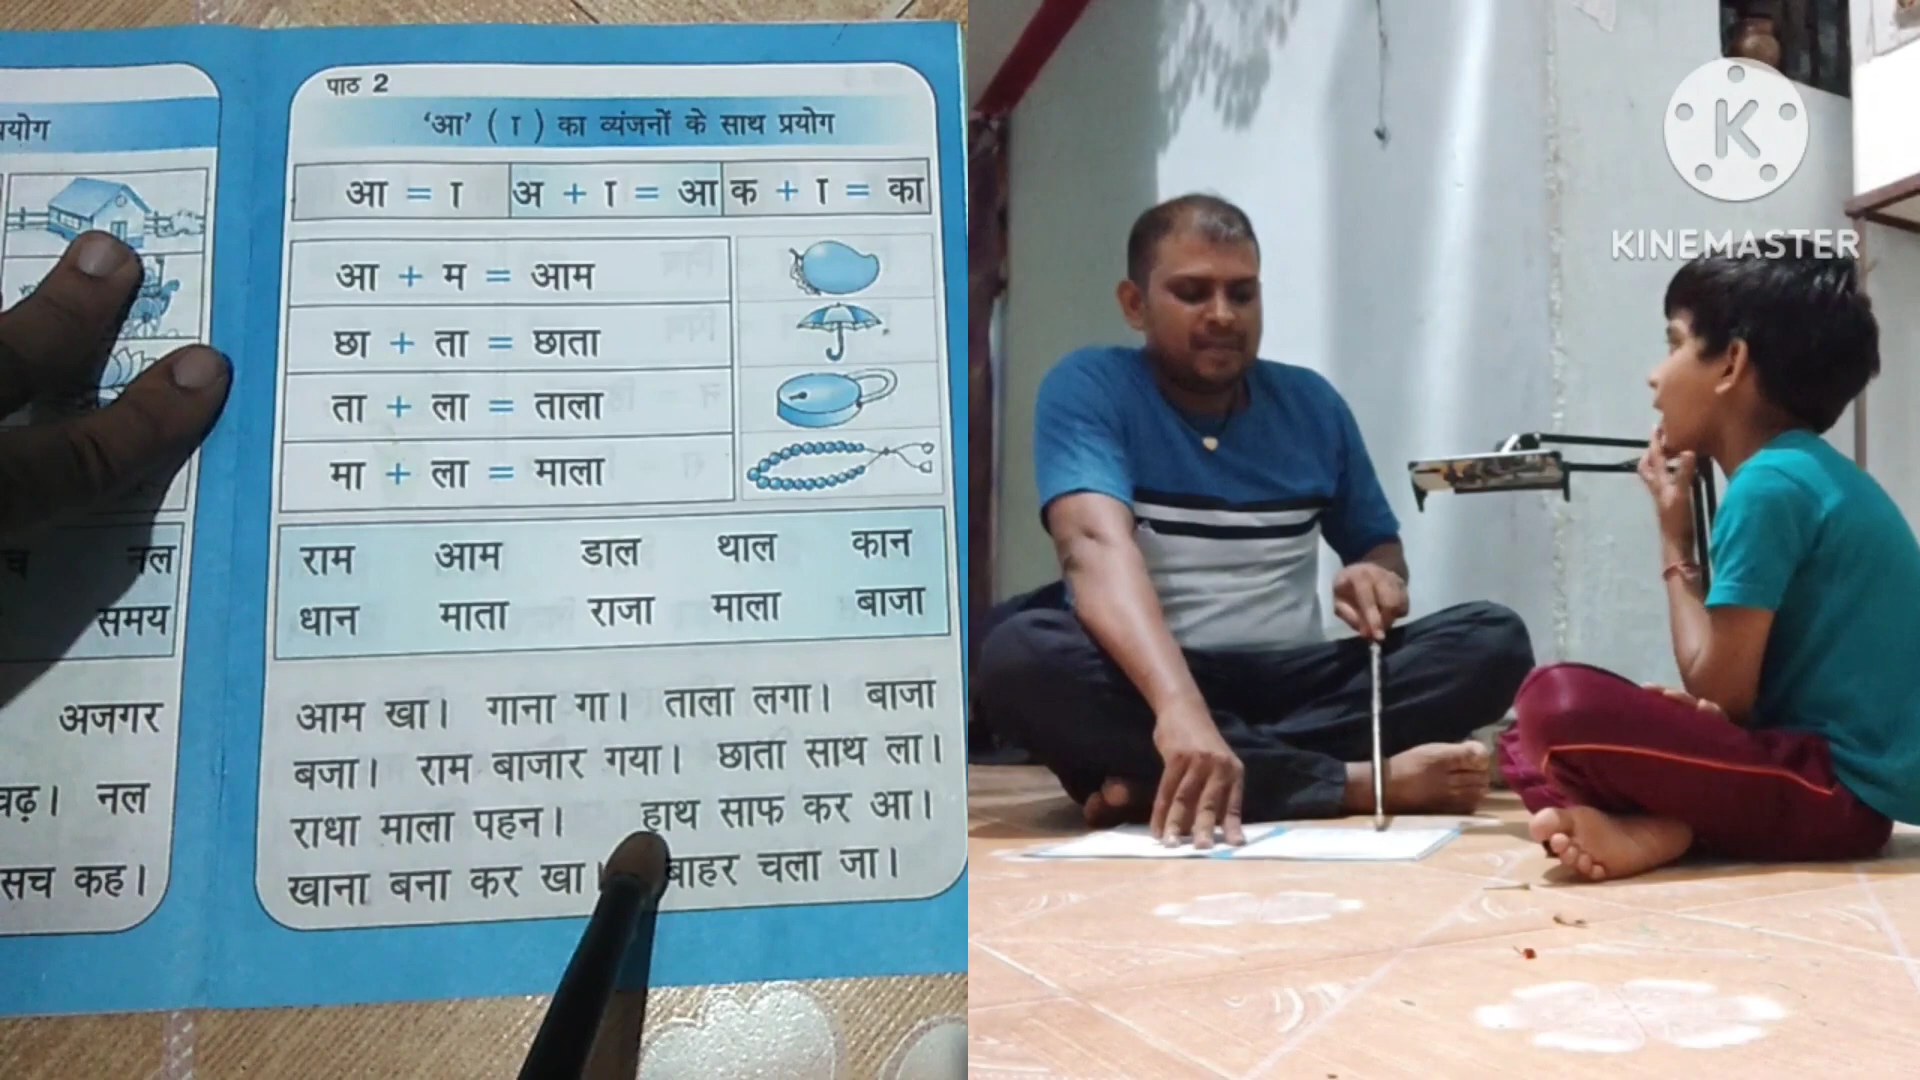 रयोग
नल
समय
अजगर
चढ़। नल
सच कह।
पाठ 2
‘आ’ ( ा ) का व्यंजनों के साथ प्रयोग
आ = ा अ + ा = आ क + ा = का
आ + म = आम
छा + ता = छाता
ता + ला = ताला
मा + ला = माला
राम आम डाल थाल कान
धान माता राजा माला बाजा
आम खा। गाना गा। ताला लगा। बाजा
बजा। राम बाजार गया। छाता साथ ला।
राधा माला पहन। हाथ साफ कर आ।
खाना बना कर खा। बाहर चला जा।
K
KINEMASTER